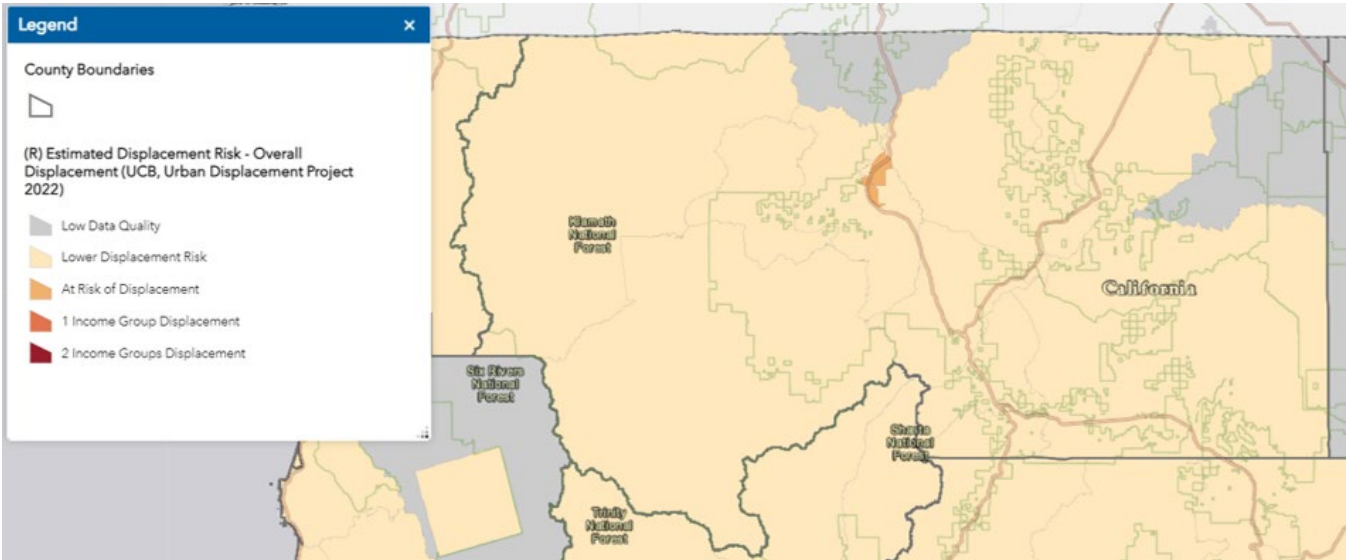 Legend
County Boundaries
(R) Estimated Displacement Risk - Overall
Displacement (UCB, Urban Displacement Project
2022)
Low Data Quality
Lower Displacement Risk
At Risk of Displacement
1 Income Group Displacement
2 Income Groups Displacement
Klamath
National
Forest
California
Six Rivers
National
Forest
Shasta
National
Forest
Trinity
National
Forest